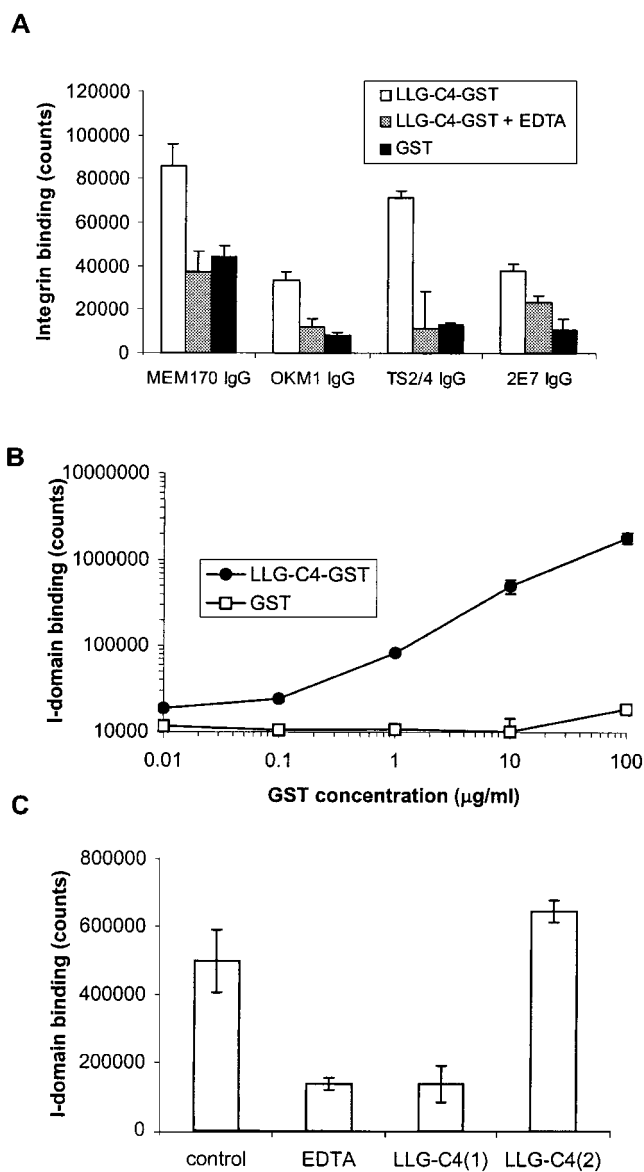 A
Integrin binding (counts)
120000
100000
80000
60000
40000
20000
0
LLG-C4-GST
LLG-C4-GST + EDTA
GST
MEM170 IgG
OKM1 IgG
TS2/4 IgG
2E7 IgG
B
I-domain binding (counts)
10000000
1000000
100000
10000
LLG-C4-GST
GST
0.01
0.1
1
10
100
GST concentration (μg/ml)
C
I-domain binding (counts)
800000
600000
400000
200000
0
control
EDTA
LLG-C4(1)
LLG-C4(2)